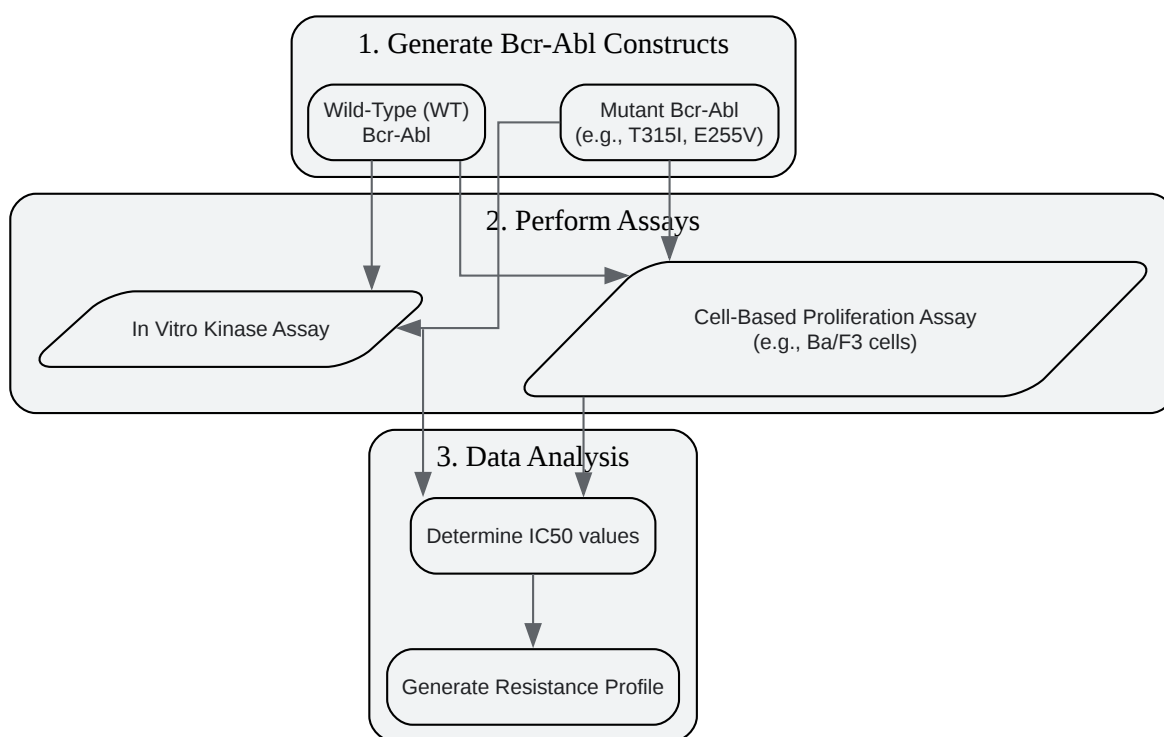 1. Generate Bcr-Abl Constructs
Wild-Type (WT)
Bcr-Abl
Mutant Bcr-Abl
(e.g., T315I, E255V)
2. Perform Assays
In Vitro Kinase Assay
Cell-Based Proliferation Assay
(e.g., Ba/F3 cells)
3. Data Analysis
Determine IC50 values
Generate Resistance Profile